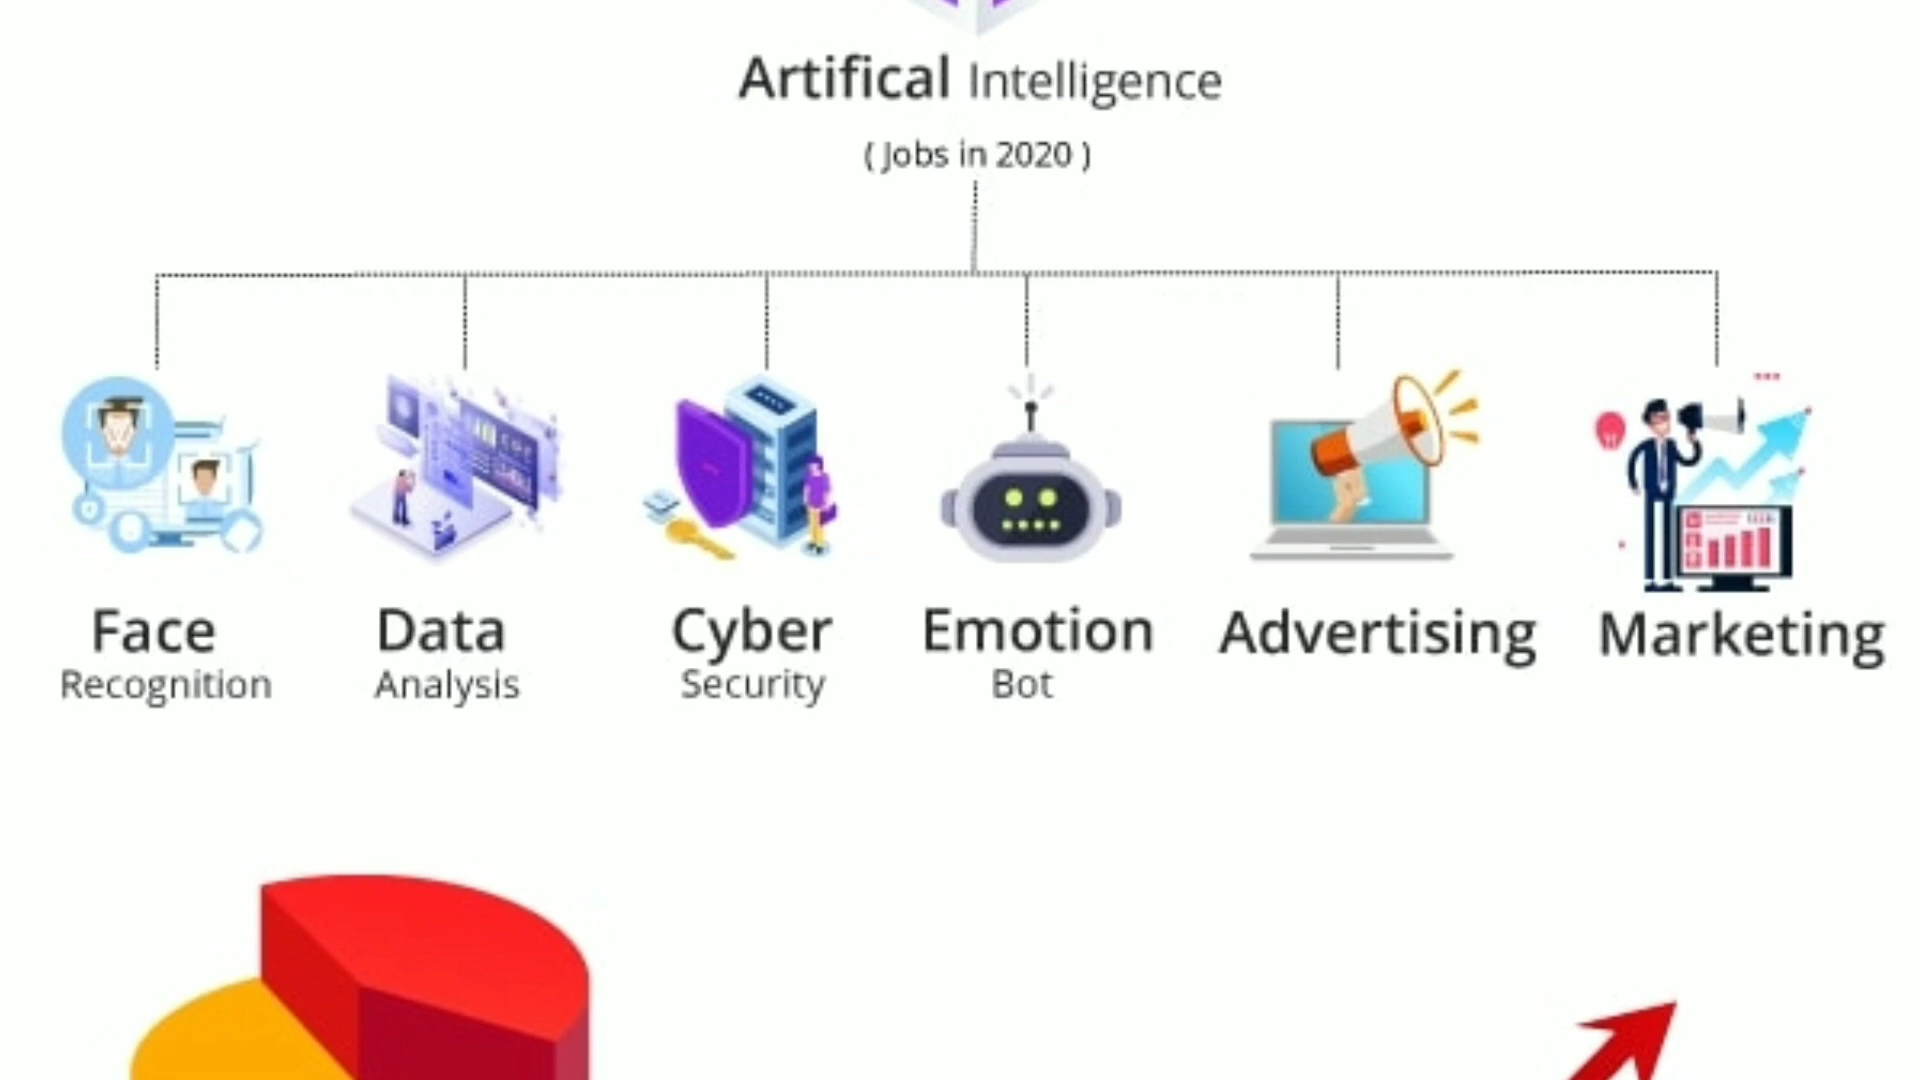 Artifical Intelligence
( Jobs in 2020 )
Face
Recognition
Data
Analysis
Cyber
Security
Emotion
Bot
Advertising
Marketing